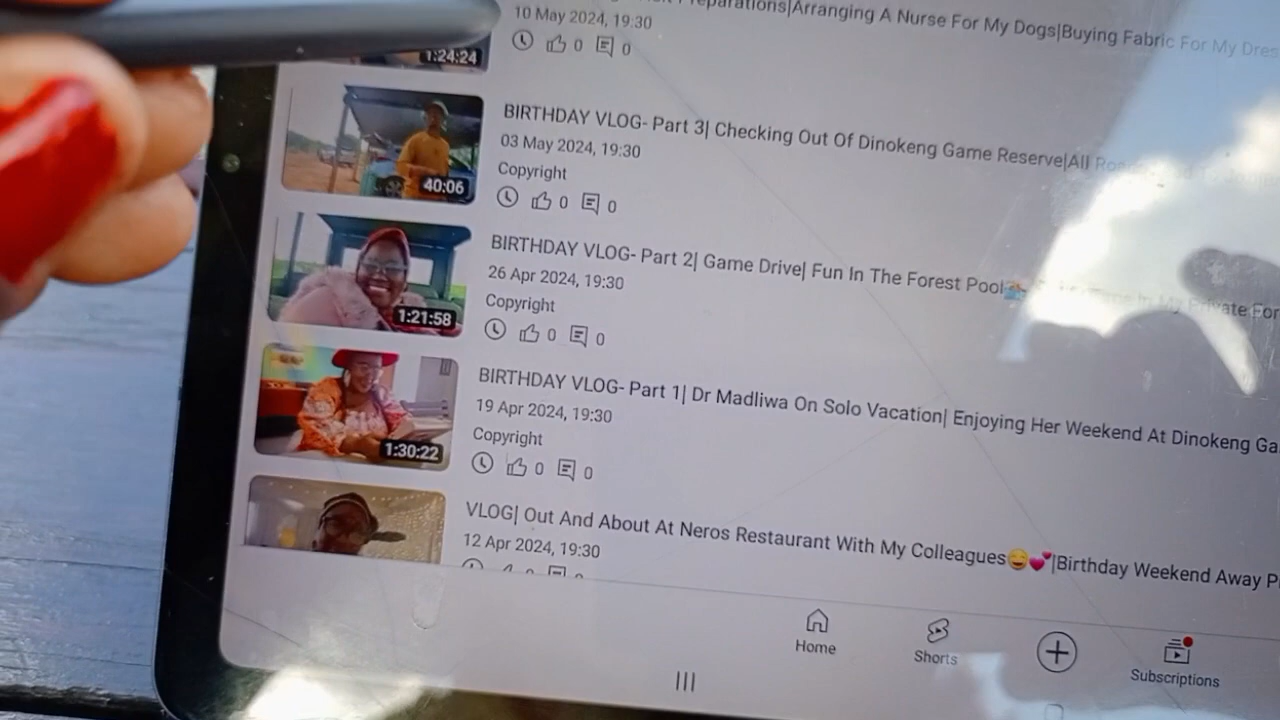 Preparations|Arranging A Nurse For My Dogs|Buying Fabric For My Dres
10 May 2024, 19:30
0 0
1:24:24
BIRTHDAY VLOG- Part 3| Checking Out Of Dinokeng Game Reserve|All
03 May 2024, 19:30
Copyright
40:06
0 0
BIRTHDAY VLOG- Part 2| Game Drive| Fun In The Forest Pool🏊 In My Private For
26 Apr 2024, 19:30
Copyright
1:21:58
0 0
BIRTHDAY VLOG- Part 1| Dr Madliwa On Solo Vacation| Enjoying Her Weekend At Dinokeng Ga
19 Apr 2024, 19:30
Copyright
1:30:22
0 0
VLOG| Out And About At Neros Restaurant With My Colleagues😄💕|Birthday Weekend Away P
12 Apr 2024, 19:30
Home
Shorts
Subscriptions